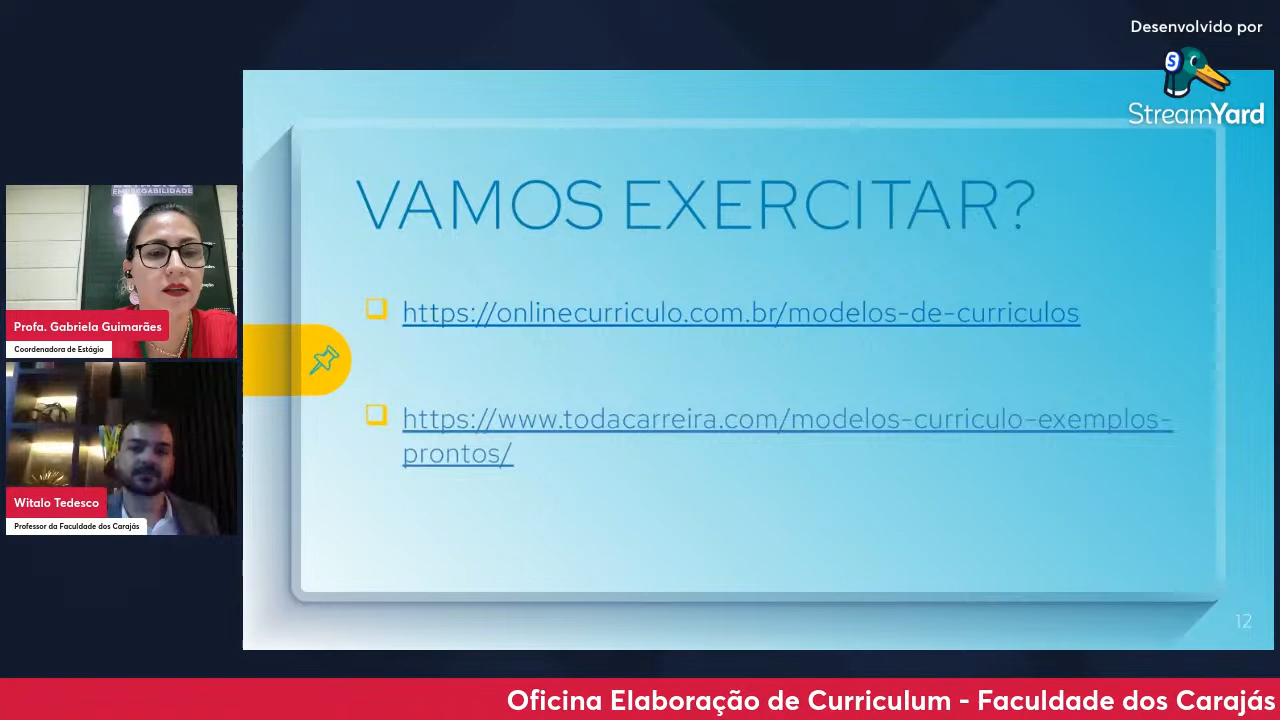 Desenvolvido por
StreamYard
VAMOS EXERCITAR?
https://onlinecurriculo.com.br/modelos-de-curriculos
https://www.todacarreira.com/modelos-curriculo-exemplos-
prontos/
12
EMPREGABILIDADE
Profa. Gabriela Guimarães
Coordenadora de Estágio
Witalo Tedesco
Professor da Faculdade dos Carajás
Oficina Elaboração de Curriculum - Faculdade dos Carajás